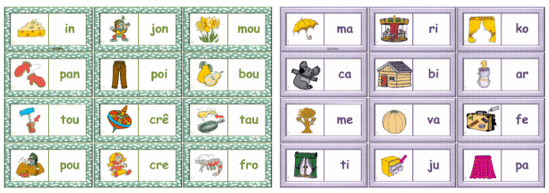 in jon mou
pan poi bou
tou crê tau
pou cre fro
ma ri ko
ca bi ar
me va fe
ti ju pa